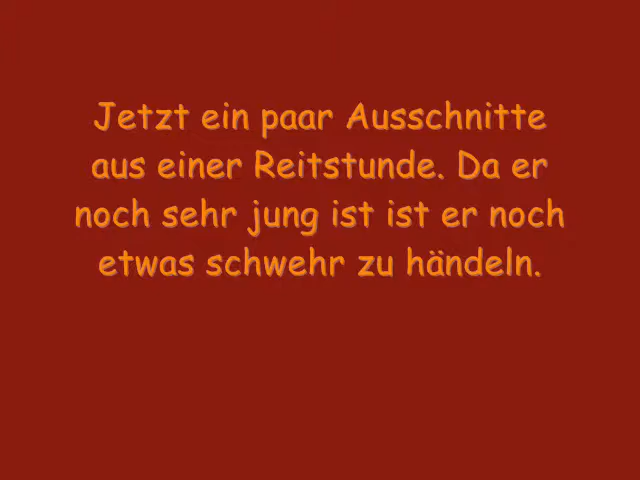 Jetzt ein paar Ausschnitte
aus einer Reitstunde. Da er
noch sehr jung ist ist er noch
etwas schwehr zu händeln.